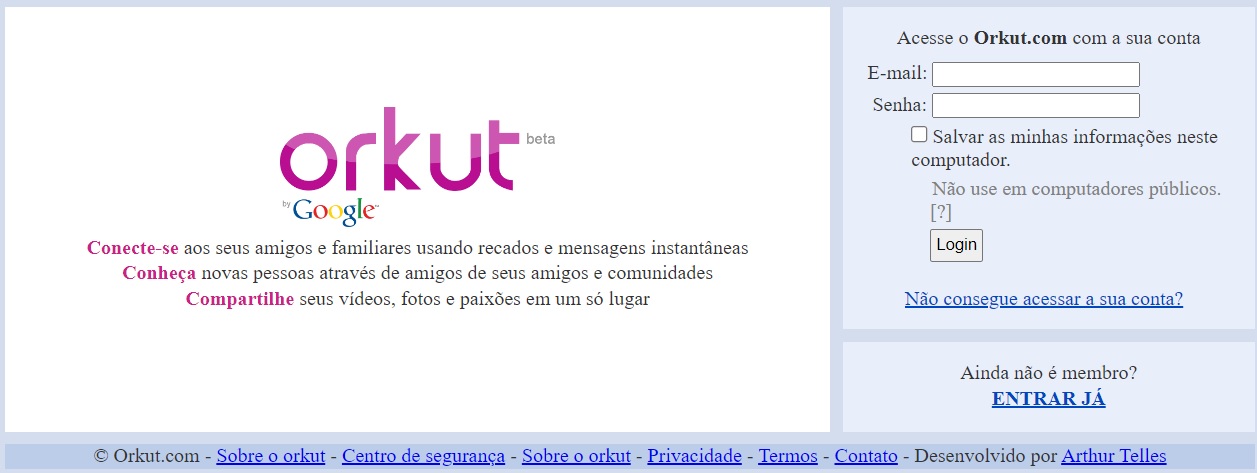 orkut beta
by Google™
Conecte-se aos seus amigos e familiares usando recados e mensagens instantâneas
Conheça novas pessoas através de amigos de seus amigos e comunidades
Compartilhe seus vídeos, fotos e paixões em um só lugar
Acesse o Orkut.com com a sua conta
E-mail:
Senha:
Salvar as minhas informações neste
computador.
Não use em computadores públicos.
[?]
Login
Não consegue acessar a sua conta?
Ainda não é membro?
ENTRAR JÁ
© Orkut.com - Sobre o orkut - Centro de segurança - Sobre o orkut - Privacidade - Termos - Contato - Desenvolvido por Arthur Telles